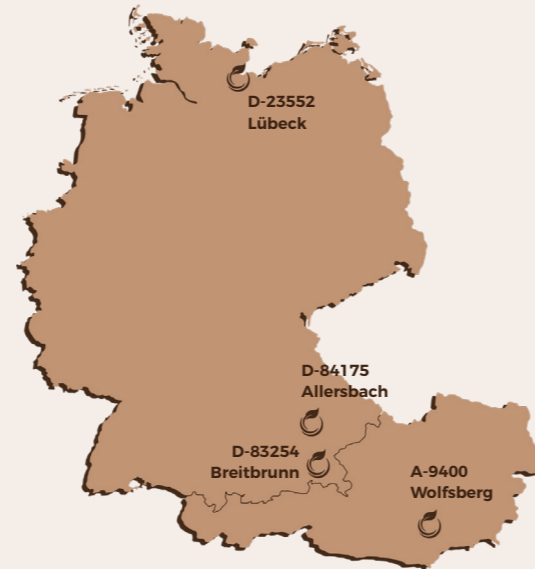 D-23552
Lübeck
D-84175
Allersbach
D-83254
Breitbrunn
A-9400
Wolfsberg